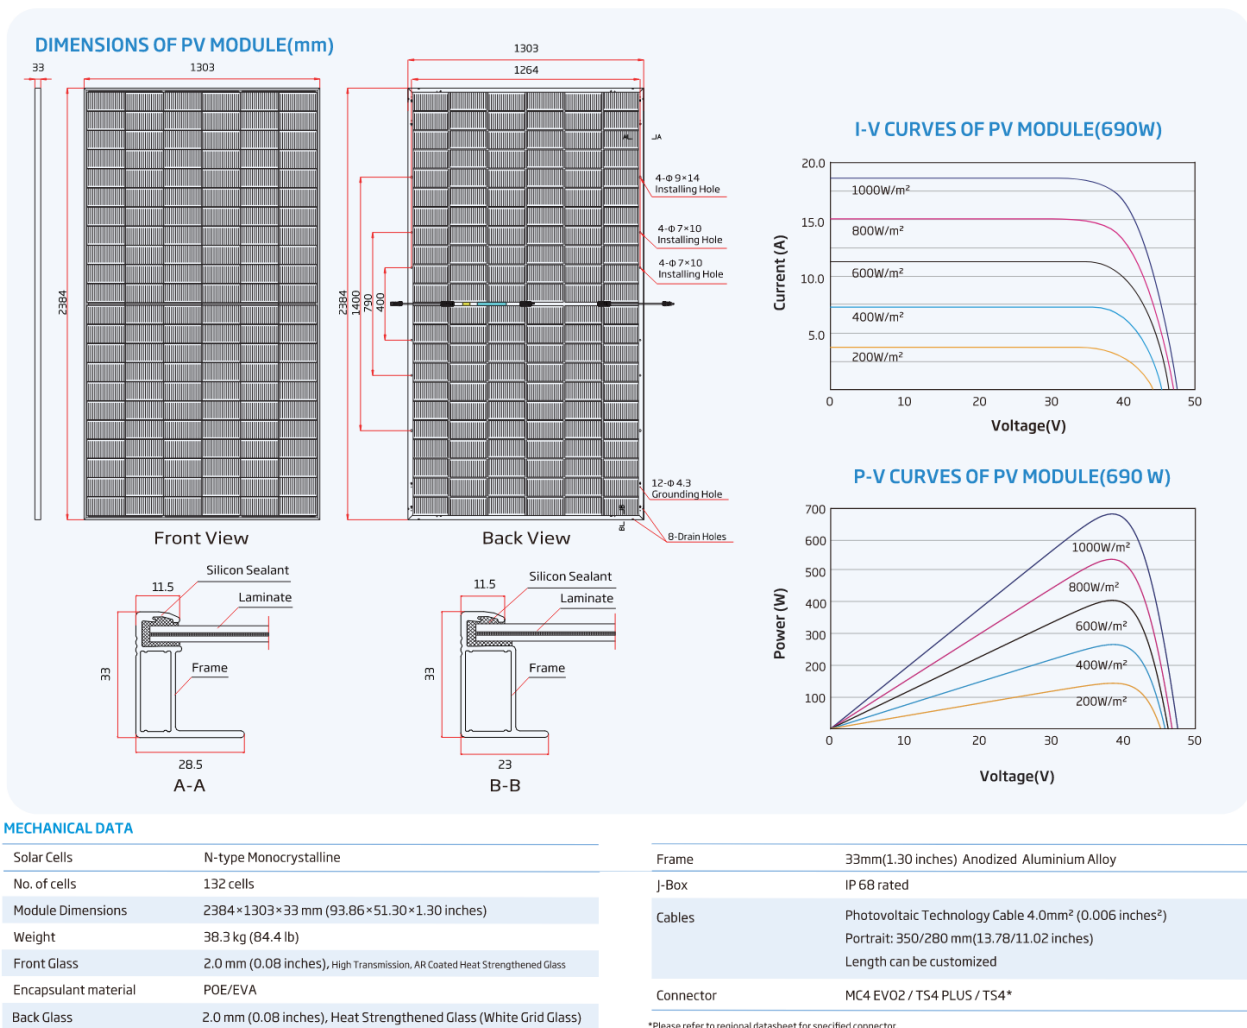 DIMENSIONS OF PV MODULE(mm)
33
1303
2384
Front View
1303
1264
2384
1400
790
400
AL_
_JA
4-Φ 9×14
Installing Hole
4-Φ 7×10
Installing Hole
4-Φ 7×10
Installing Hole
12-Φ 4.3
Grounding Hole
8-Drain Holes
Back View
11.5
Silicon Sealant
Laminate
33
Frame
28.5
A-A
11.5
Silicon Sealant
Laminate
33
Frame
23
B-B
I-V CURVES OF PV MODULE(690W)
Current (A)
20.0
15.0
10.0
5.0
1000W/m²
800W/m²
600W/m²
400W/m²
200W/m²
0 10 20 30 40 50
Voltage(V)
P-V CURVES OF PV MODULE(690 W)
Power (W)
700
600
500
400
300
200
100
1000W/m²
800W/m²
600W/m²
400W/m²
200W/m²
0 10 20 30 40 50
Voltage(V)
MECHANICAL DATA
Solar Cells N-type Monocrystalline
No. of cells 132 cells
Module Dimensions 2384×1303×33 mm (93.86×51.30×1.30 inches)
Weight 38.3 kg (84.4 lb)
Front Glass 2.0 mm (0.08 inches), High Transmission, AR Coated Heat Strengthened Glass
Encapsulant material POE/EVA
Back Glass 2.0 mm (0.08 inches), Heat Strengthened Glass (White Grid Glass)
Frame 33mm(1.30 inches) Anodized Aluminium Alloy
J-Box IP 68 rated
Cables Photovoltaic Technology Cable 4.0mm² (0.006 inches²)
Portrait: 350/280 mm(13.78/11.02 inches)
Length can be customized
Connector MC4 EVO2 / TS4 PLUS / TS4*
*Please refer to regional datasheet for specified connector